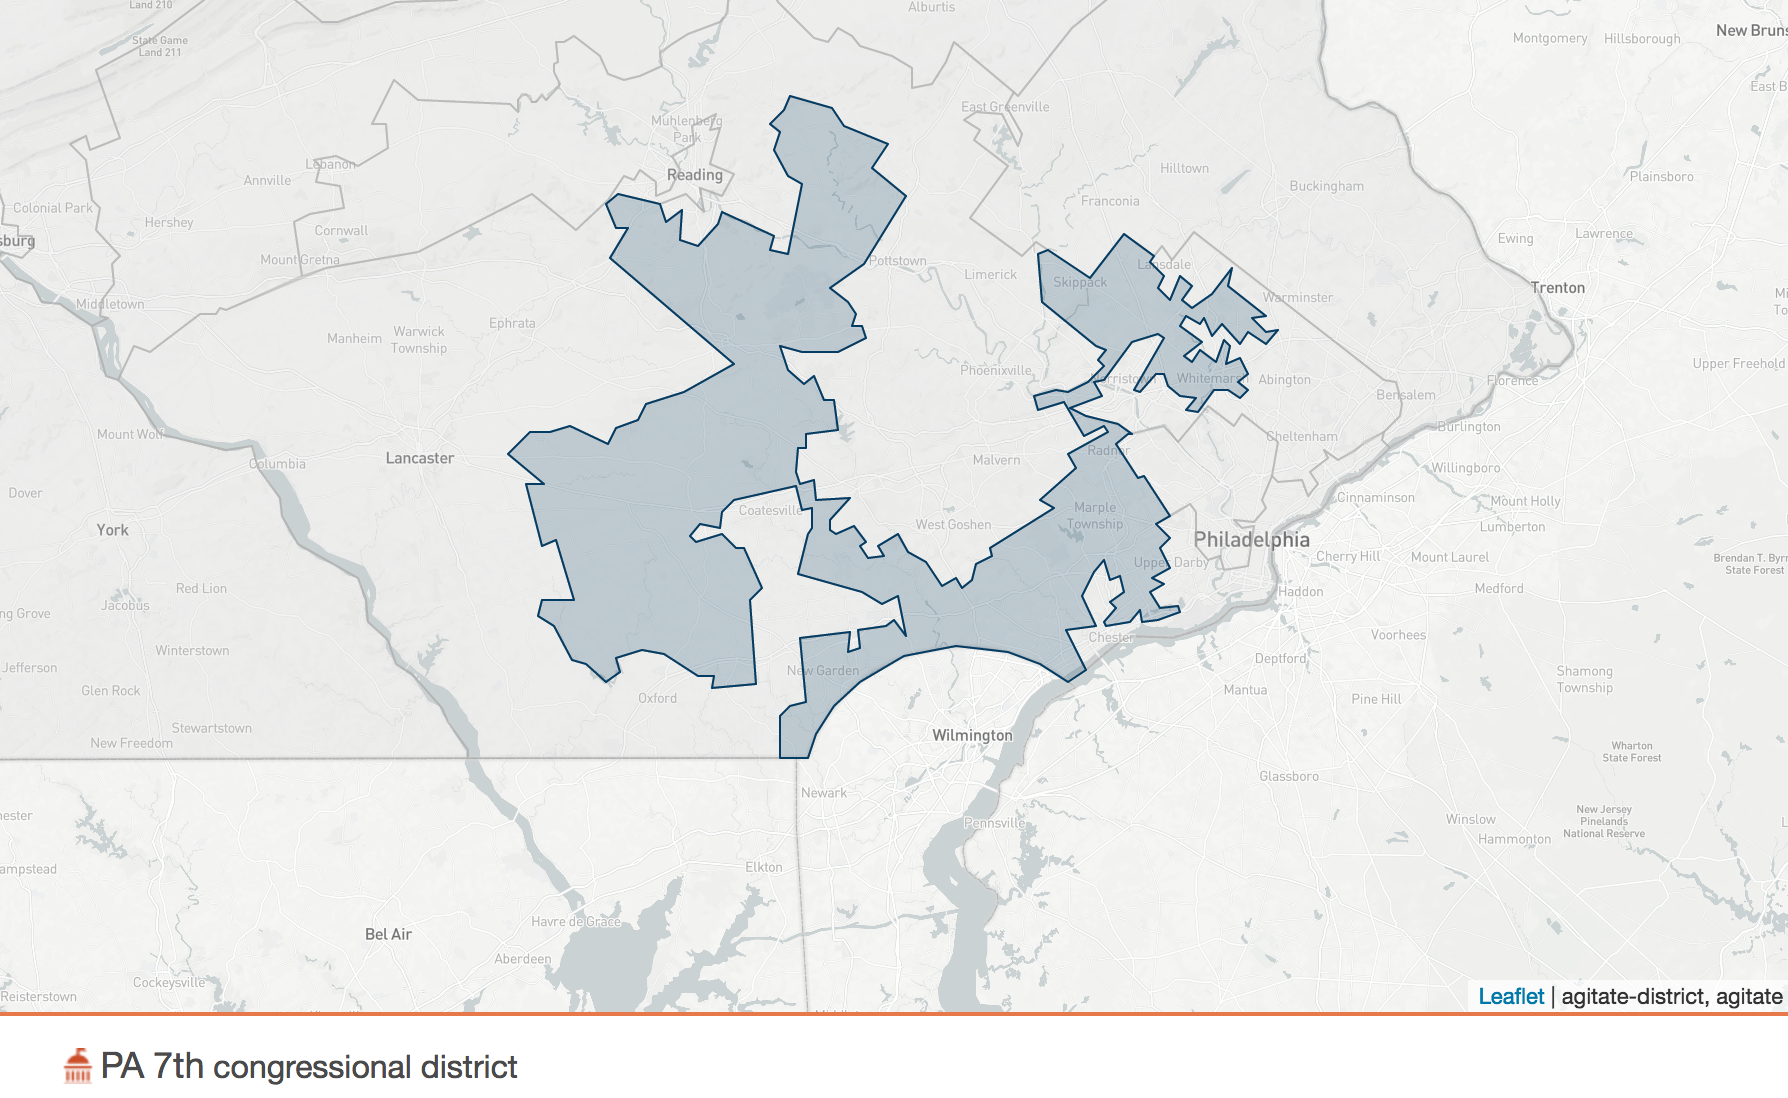 Land 210
Alburtis
State Game
Land 211
Montgomery
Hillsborough
New Bruns
East B
East Greenville
Muhlenberg
Park
Lebanon
Annville
Reading
Hilltown
Buckingham
Plainsboro
Franconia
Colonial Park
Hershey
Cornwall
sburg
Mount Gretna
Ewing
Lawrence
Pottstown
Limerick
Lansdale
Skippack
Trenton
Mi
To
Middletown
Warminster
Ephrata
Manheim
Warwick
Township
Upper Freehold
Phoenixville
Norristown
Whitemarsh
Abington
Florence
Bensalem
Mount Wolf
Burlington
Cheltenham
Lancaster
Columbia
Malvern
Radnor
Willingboro
Dover
Cinnaminson
Mount Holly
York
Coatesville
West Goshen
Marple
Township
Philadelphia
Lumberton
Cherry Hill
Mount Laurel
Brendan T. Byrn
State Forest
Upper Darby
Red Lion
Jacobus
ng Grove
Haddon
Medford
Winterstown
Chester
Voorhees
Jefferson
Deptford
Shamong
Township
Glen Rock
Oxford
New Garden
Mantua
Pine Hill
Stewartstown
New Freedom
Wilmington
Wharton
State Forest
Glassboro
Newark
hester
Pennsville
Winslow
New Jersey
Pinelands
National Reserve
Hammonton
L
ampstead
Elkton
Havre de Grace
Bel Air
Aberdeen
Cockeysville
Reisterstown
Leaflet | agitate-district, agitate
PA 7th congressional district